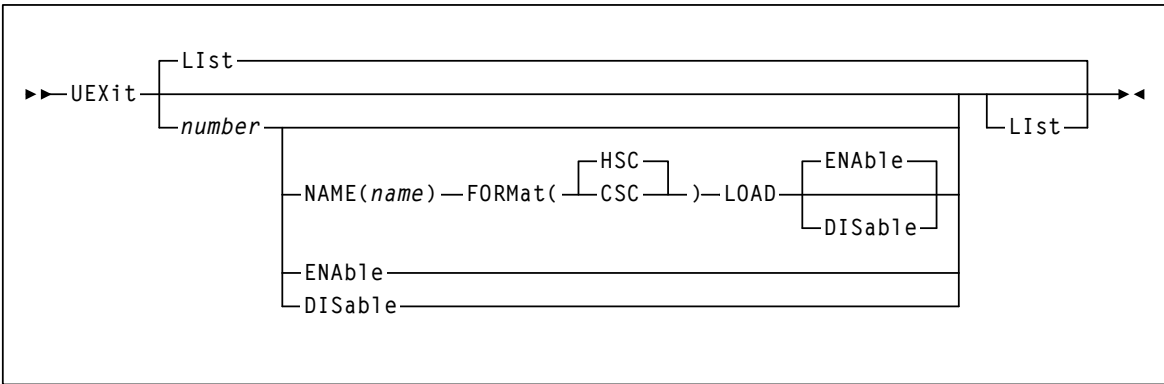 LIst
UEXit
number
LIst
HSC
ENAble
NAME(name) FORMat( CSC ) LOAD
DISable
ENAble
DISable